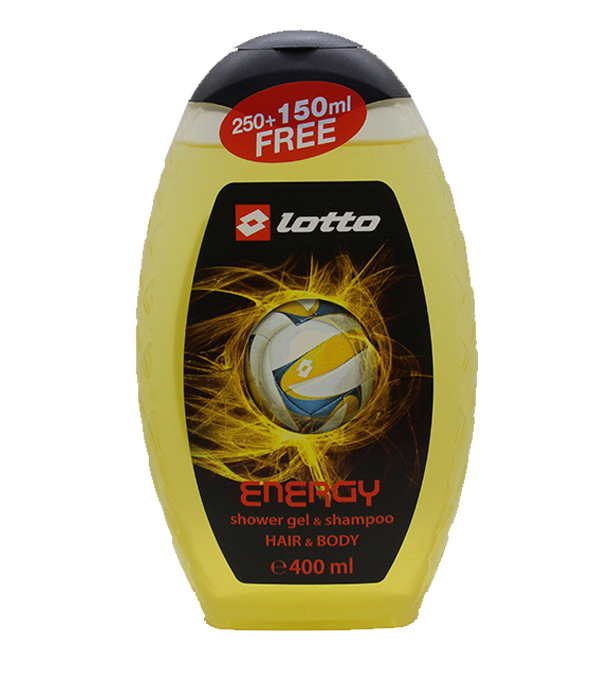 250+150ml
FREE
lotto
ENERGY
shower gel & shampoo
HAIR & BODY
℮400 ml